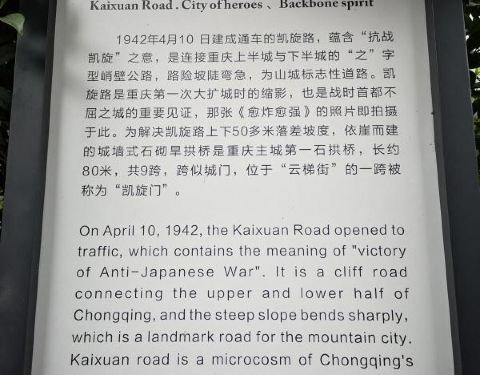 Kaixuan Road . City of heroes 、Backbone spirit
1942年4月10 日建成通车的凯旋路，蕴含“抗战
凯旋”之意，是连接重庆上半城与下半城的“之”字
型峭壁公路，路险坡陡弯急，为山城标志性道路。凯
旋路是重庆第一次大扩城时的缩影，也是战时首都不
屈之城的重要见证，那张《愈炸愈强》的照片即拍摄
于此。为解决凯旋路上下50多米落差坡度，依崖而建
的城墙式石砌旱拱桥是重庆主城第一石拱桥，长约
80米，共9跨，跨似城门，位于“云梯街”的一跨被
称为“凯旋门”。
On April 10, 1942, the Kaixuan Road opened to
traffic, which contains the meaning of "victory
of Anti-Japanese War". It is a cliff road
connecting the upper and lower half of
Chongqing, and the steep slope bends sharply,
which is a landmark road for the mountain city.
Kaixuan road is a microcosm of Chongqing's